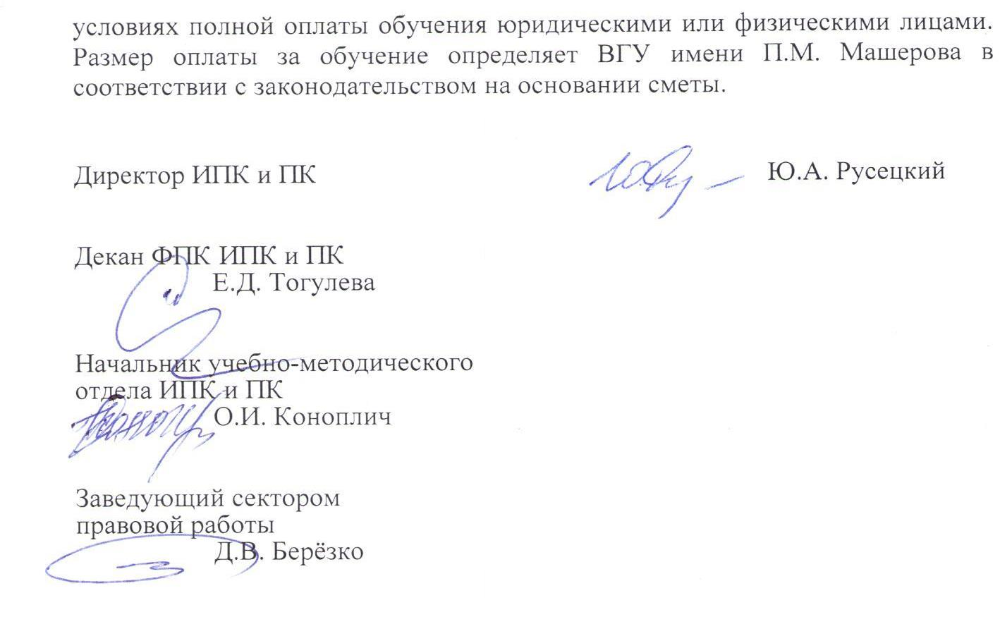 условиях полной оплаты обучения юридическими или физическими лицами.
Размер оплаты за обучение определяет ВГУ имени П.М. Машерова в
соответствии с законодательством на основании сметы.
Директор ИПК и ПК Ю.А. Русецкий
Декан ФПК ИПК и ПК
Е.Д. Тогулева
Начальник учебно-методического
отдела ИПК и ПК
О.И. Коноплич
Заведующий сектором
правовой работы
Д.В. Берёзко